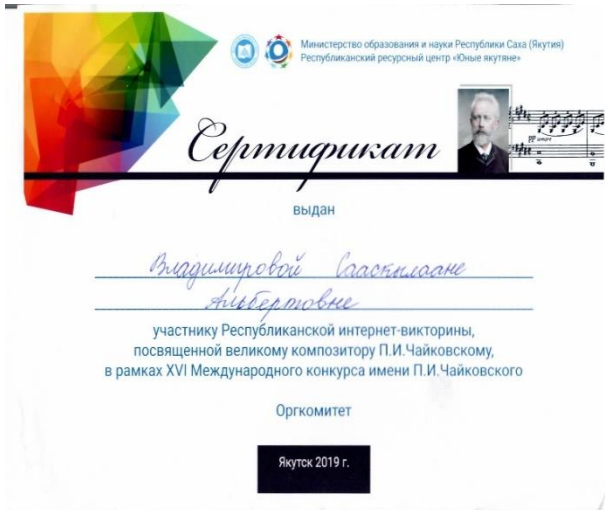 Министерство образования и науки Республики Саха (Якутия)
Республиканский ресурсный центр «Юные якутяне»
Сертификат
pp
выдан
Владимировой Сааскылаане
Альбертовне
участнику Республиканской интернет-викторины,
посвященной великому композитору П.И.Чайковскому,
в рамках XVI Международного конкурса имени П.И.Чайковского
Оргкомитет
Якутск 2019 г.